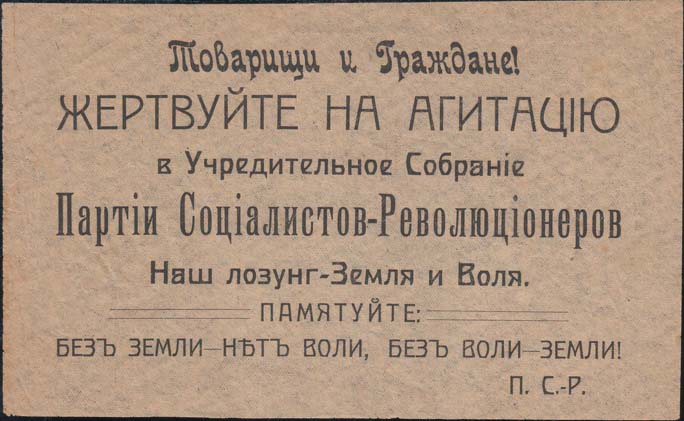 Товарищи и Граждане!
ЖЕРТВУЙТЕ НА АГИТАЦІЮ
в Учредительное Собраніе
Партіи Соціалистов-Революціонеров
Наш лозунг-Земля и Воля.
ПАМЯТУЙТЕ:
БЕЗЪ ЗЕМЛИ—НѢТЪ ВОЛИ, БЕЗЪ ВОЛИ—ЗЕМЛИ!
П. С.-Р.